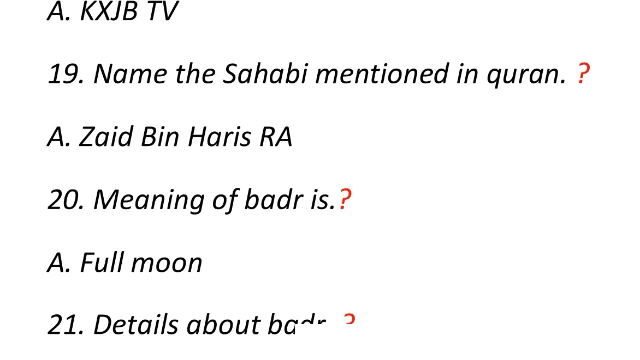 A. KXJB TV
19. Name the Sahabi mentioned in quran. ?
A. Zaid Bin Haris RA
20. Meaning of badr is.?
A. Full moon
21. Details about badr ?